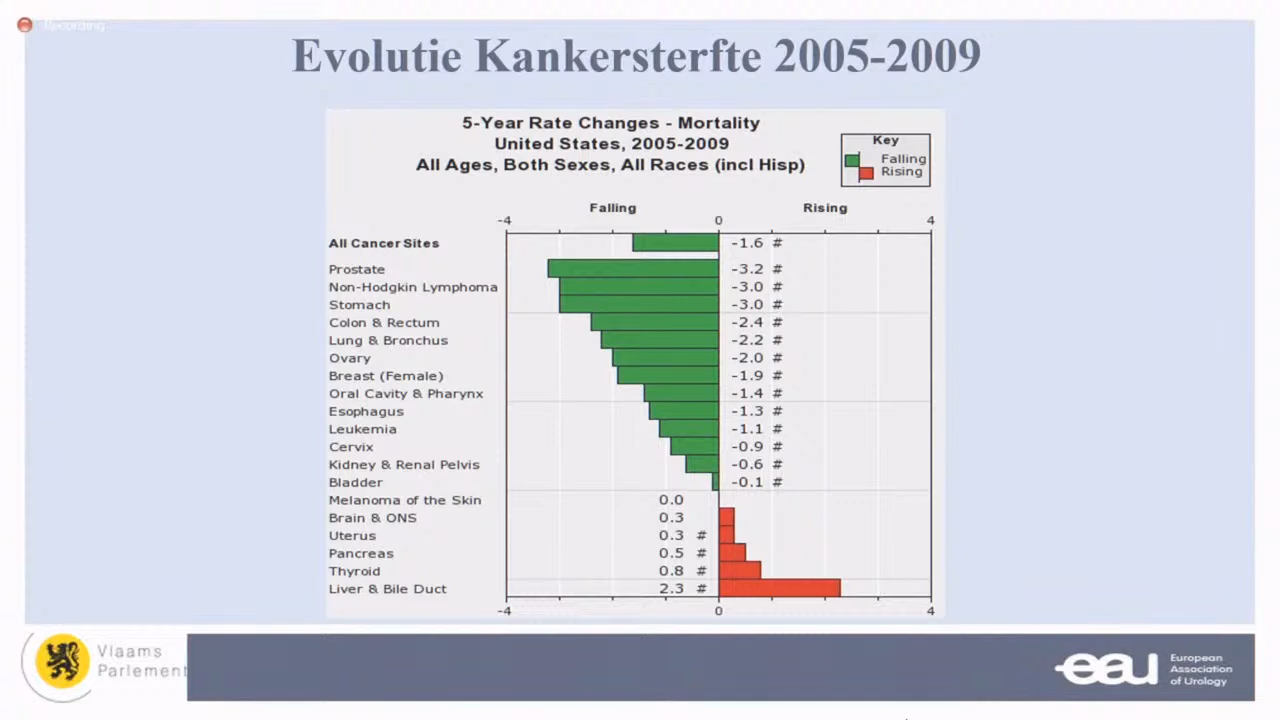 Recording
Evolutie Kankersterfte 2005-2009
5-Year Rate Changes - Mortality
United States, 2005-2009
All Ages, Both Sexes, All Races (incl Hisp)
Key
Falling
Rising
Falling Rising
-4 0 4
All Cancer Sites -1.6 #
Prostate -3.2 #
Non-Hodgkin Lymphoma -3.0 #
Stomach -3.0 #
Colon & Rectum -2.4 #
Lung & Bronchus -2.2 #
Ovary -2.0 #
Breast (Female) -1.9 #
Oral Cavity & Pharynx -1.4 #
Esophagus -1.3 #
Leukemia -1.1 #
Cervix -0.9 #
Kidney & Renal Pelvis -0.6 #
Bladder -0.1 #
Melanoma of the Skin 0.0
Brain & ONS 0.3
Uterus 0.3 #
Pancreas 0.5 #
Thyroid 0.8 #
Liver & Bile Duct 2.3 #
-4 0 4
Vlaams
Parlement
eau
European
Association
of Urology